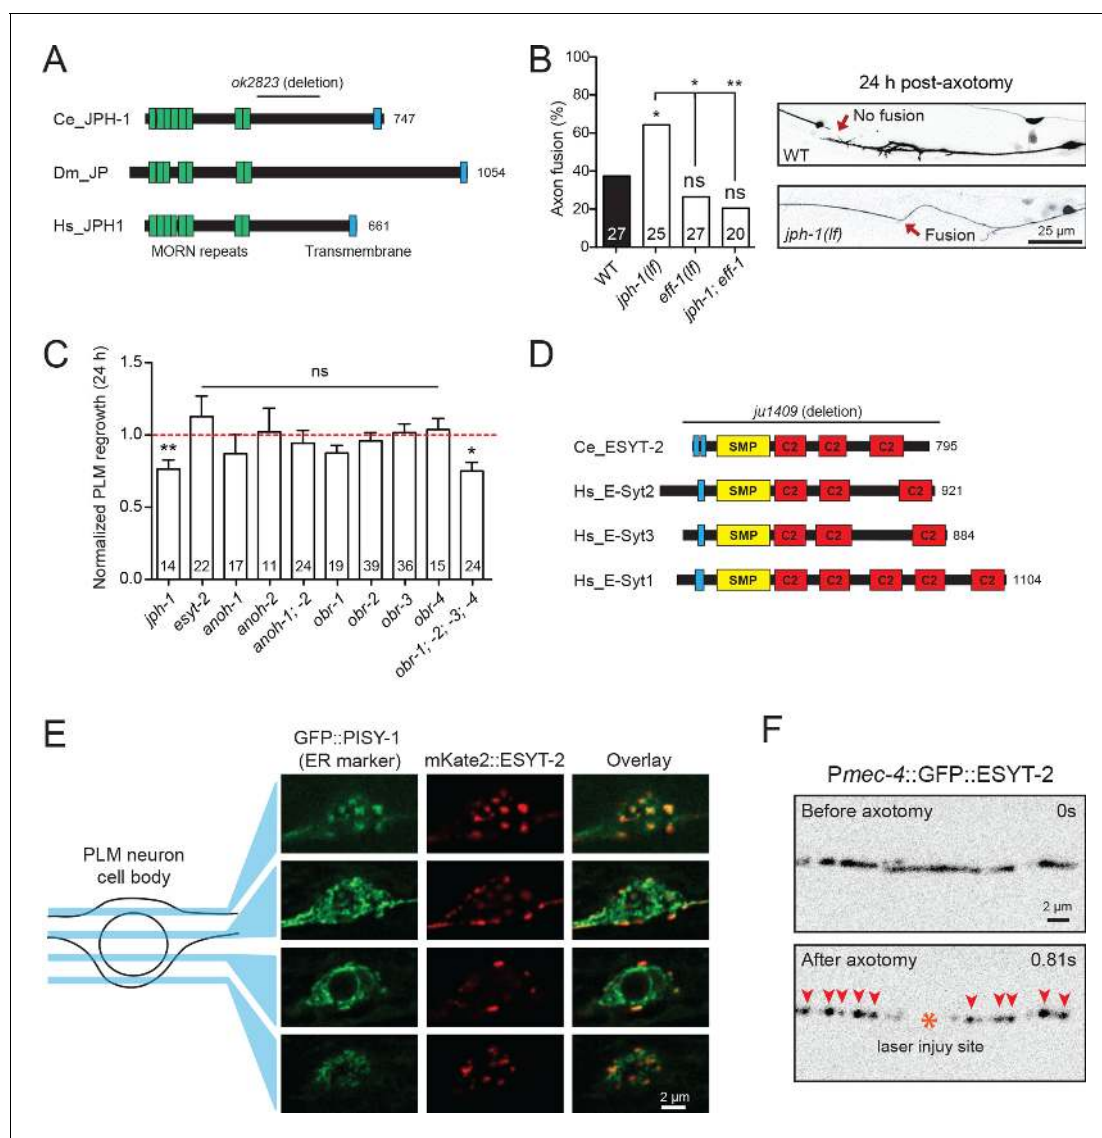 A
ok2823 (deletion)
Ce_JPH-1
747
Dm_JP
1054
Hs_JPH1
661
MORN repeats
Transmembrane
B
Axon fusion (%)
100
80
60
40
20
0
*
**
*
ns
ns
27
25
27
20
WT
jph-1(lf)
eff-1(lf)
jph-1; eff-1
24 h post-axotomy
No fusion
WT
jph-1(lf)
Fusion
25 µm
C
Normalized PLM regrowth (24 h)
1.5
1.0
0.5
0.0
ns
**
*
14
22
17
11
24
19
39
36
15
24
jph-1
esyt-2
anoh-1
anoh-2
anoh-1; -2
obr-1
obr-2
obr-3
obr-4
obr-1; -2; -3; -4
D
ju1409 (deletion)
Ce_ESYT-2
SMP
C2
C2
C2
795
Hs_E-Syt2
SMP
C2
C2
C2
921
Hs_E-Syt3
SMP
C2
C2
C2
884
Hs_E-Syt1
SMP
C2
C2
C2
C2
C2
1104
E
GFP::PISY-1
(ER marker)
mKate2::ESYT-2
Overlay
PLM neuron
cell body
2 µm
F
Pmec-4::GFP::ESYT-2
Before axotomy
0s
2 µm
After axotomy
0.81s
*
laser injuy site